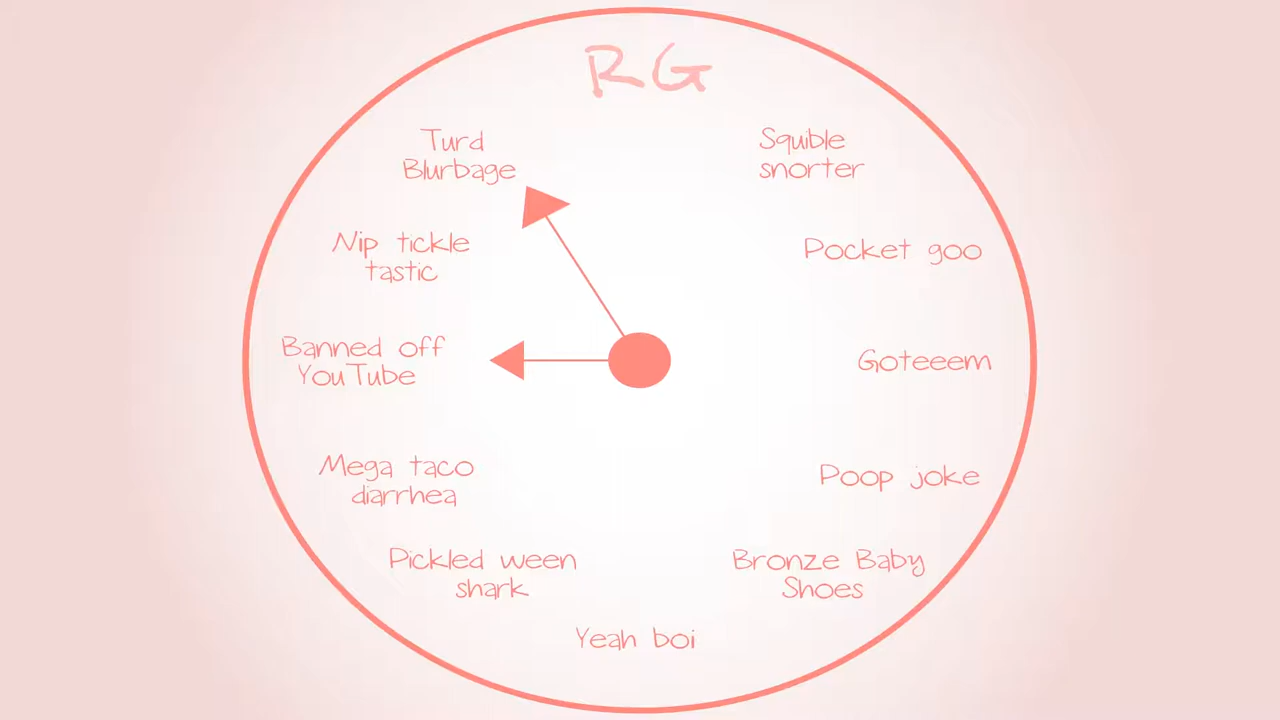 RG
Squible
snorter
Pocket goo
Goteeem
Poop joke
Bronze Baby
Shoes
Yeah boi
Pickled ween
shark
Mega taco
diarrhea
Banned off
YouTube
Nip tickle
tastic
Turd
Blurbage